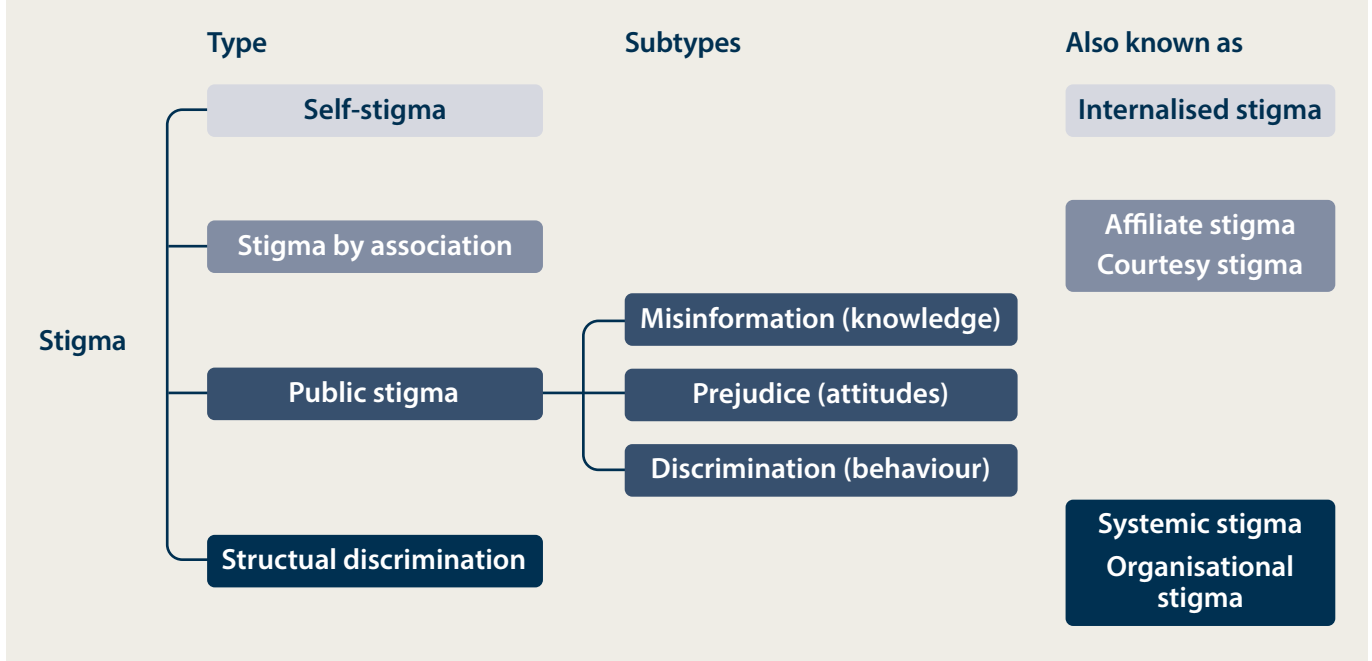 Type
Subtypes
Also known as
Self-stigma
Internalised stigma
Stigma by association
Affiliate stigma
Courtesy stigma
Stigma
Public stigma
Misinformation (knowledge)
Prejudice (attitudes)
Discrimination (behaviour)
Structual discrimination
Systemic stigma
Organisational
stigma